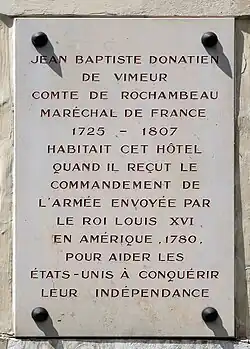 JEAN BAPTISTE DONATIEN
DE VIMEUR
COMTE DE ROCHAMBEAU
MARÉCHAL DE FRANCE
1725 - 1807
HABITAIT CET HÔTEL
QUAND IL REÇUT LE
COMMANDEMENT DE
L'ARMÉE ENVOYÉE PAR
LE ROI LOUIS XVI
EN AMÉRIQUE, 1780,
POUR AIDER LES
ÉTATS-UNIS À CONQUÉRIR
LEUR INDÉPENDANCE